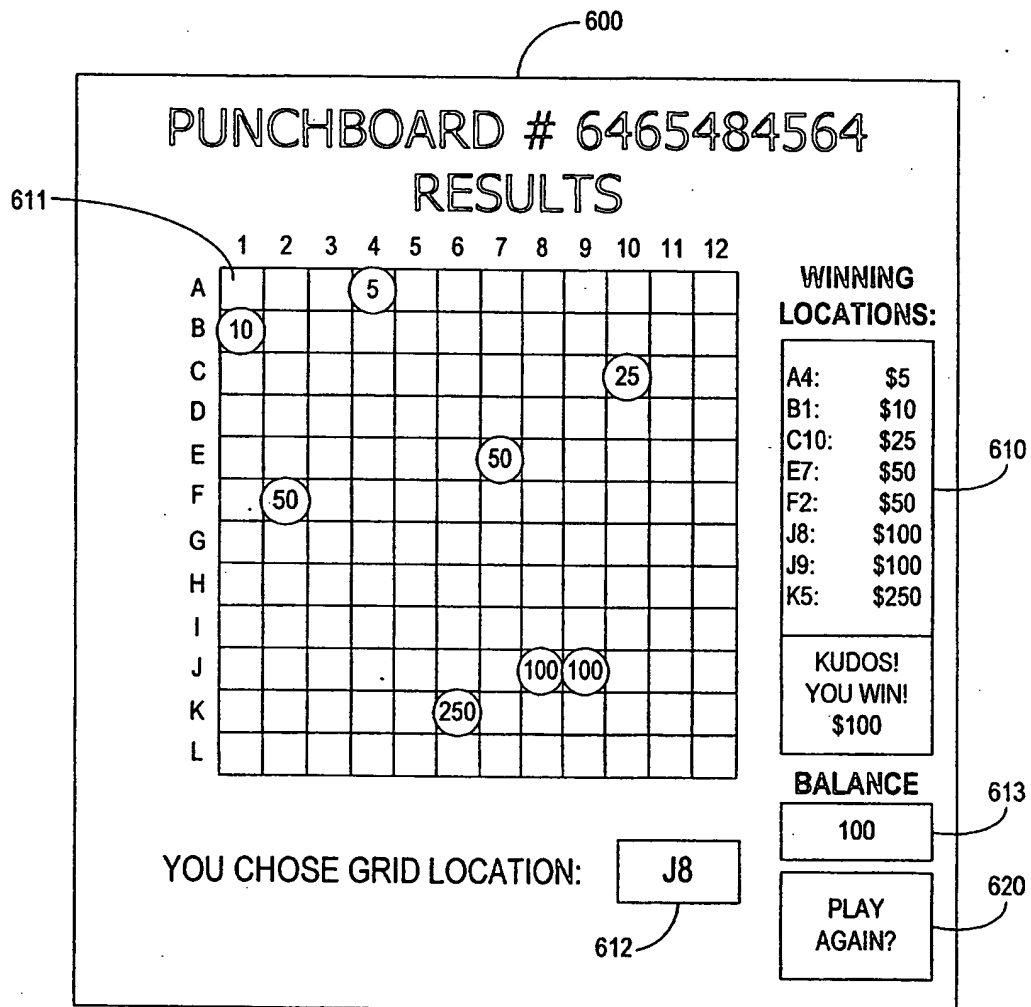 600
PUNCHBOARD # 6465484564
RESULTS
611
1 2 3 4 5 6 7 8 9 10 11 12
A 5
B 10
C 25
D
E 50
F 50
G
H
I
J 100 100
K 250
L
WINNING
LOCATIONS:
A4: $5
B1: $10
C10: $25
E7: $50
F2: $50
J8: $100
J9: $100
K5: $250
610
KUDOS!
YOU WIN!
$100
BALANCE
100
613
YOU CHOSE GRID LOCATION: J8
612
PLAY
AGAIN?
620